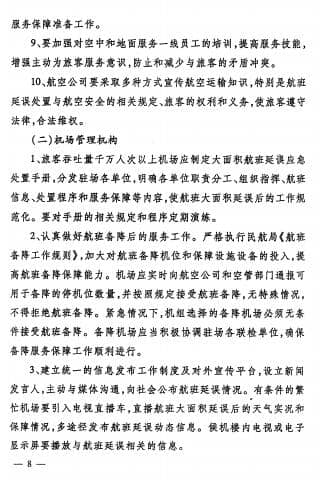 服务保障准备工作。
9、要加强对空中和地面服务一线员工的培训,提高服务技能,
增强主动为旅客服务意识,防止和减少与旅客的矛盾冲突。
10、航空公司要采取多种方式宣传航空运输知识,特别是航班
延误处置与航空安全的相关规定、旅客的权利和义务,使旅客遵守
法律,合法维权。
(二)机场管理机构
1、旅客吞吐量千万人次以上机场应制定大面积航班延误应急
处置手册,分发驻场各单位,明确各单位职责分工、组织指挥、航班
信息、处置程序和服务保障等内容,使航班大面积延误后的工作规
范化。要对手册的相关规定和程序定期演练。
2、认真做好航班备降后的服务工作。严格执行民航局《航班
备降工作规则》,加大对航班备降机位和保障设施设备的投入,提
高航班备降保障能力。机场应实时向航空公司和空管部门通报可
用于备降的停机位数量,并按照规定接受航班备降,无特殊情况,
不得拒绝航班备降。紧急情况下,机组选择的备降机场必须无条
件接受航班备降。备降机场应当积极协调驻场各联检单位,确保
备降服务保障工作顺利进行。
3、建立统一的信息发布工作制度及对外宣传平台,设立新闻
发言人,主动与媒体沟通,向社会公布航班延误情况。有条件的繁
忙机场要引入电视直播车,直播航班大面积延误后的天气实况和
保障情况,多途径发布航班延误动态信息。候机楼内电视或电子
显示屏要播放与航班延误相关的信息。
— 8 —